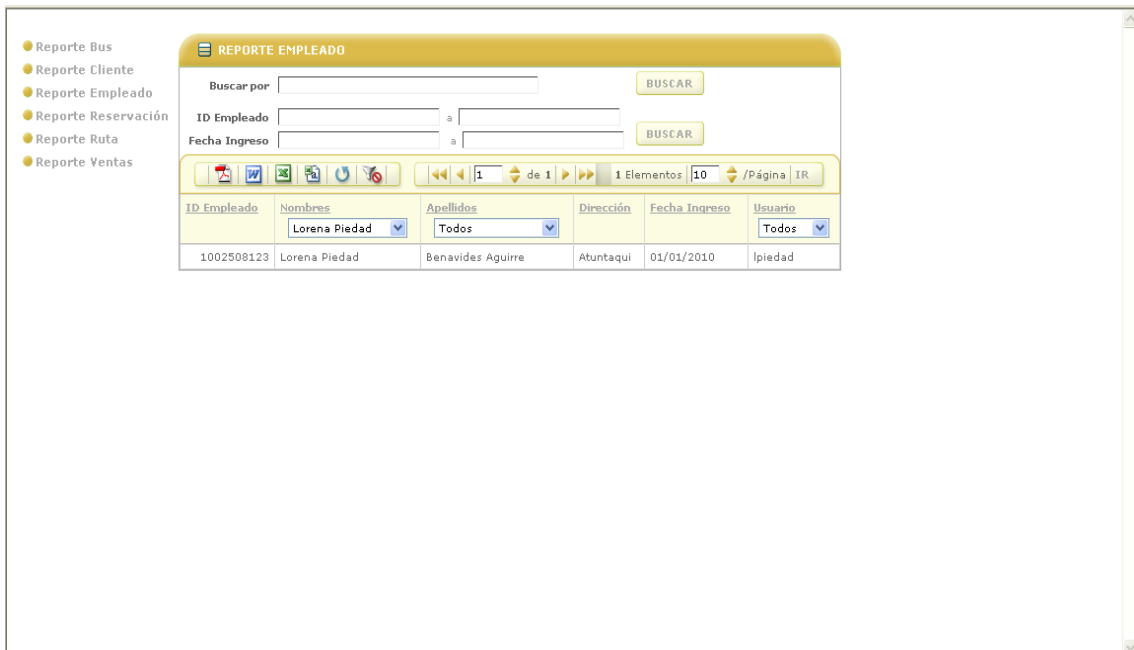 Reporte Bus
Reporte Cliente
Reporte Empleado
Reporte Reservación
Reporte Ruta
Reporte Ventas
REPORTE EMPLEADO
Buscar por BUSCAR
ID Empleado a
Fecha Ingreso a BUSCAR
1 de 1 1 Elementos 10 /Página IR
ID Empleado Nombres Apellidos Dirección Fecha Ingreso Usuario
Lorena Piedad Todos Todos
1002508123 Lorena Piedad Benavides Aguirre Atuntaqui 01/01/2010 lpiedad